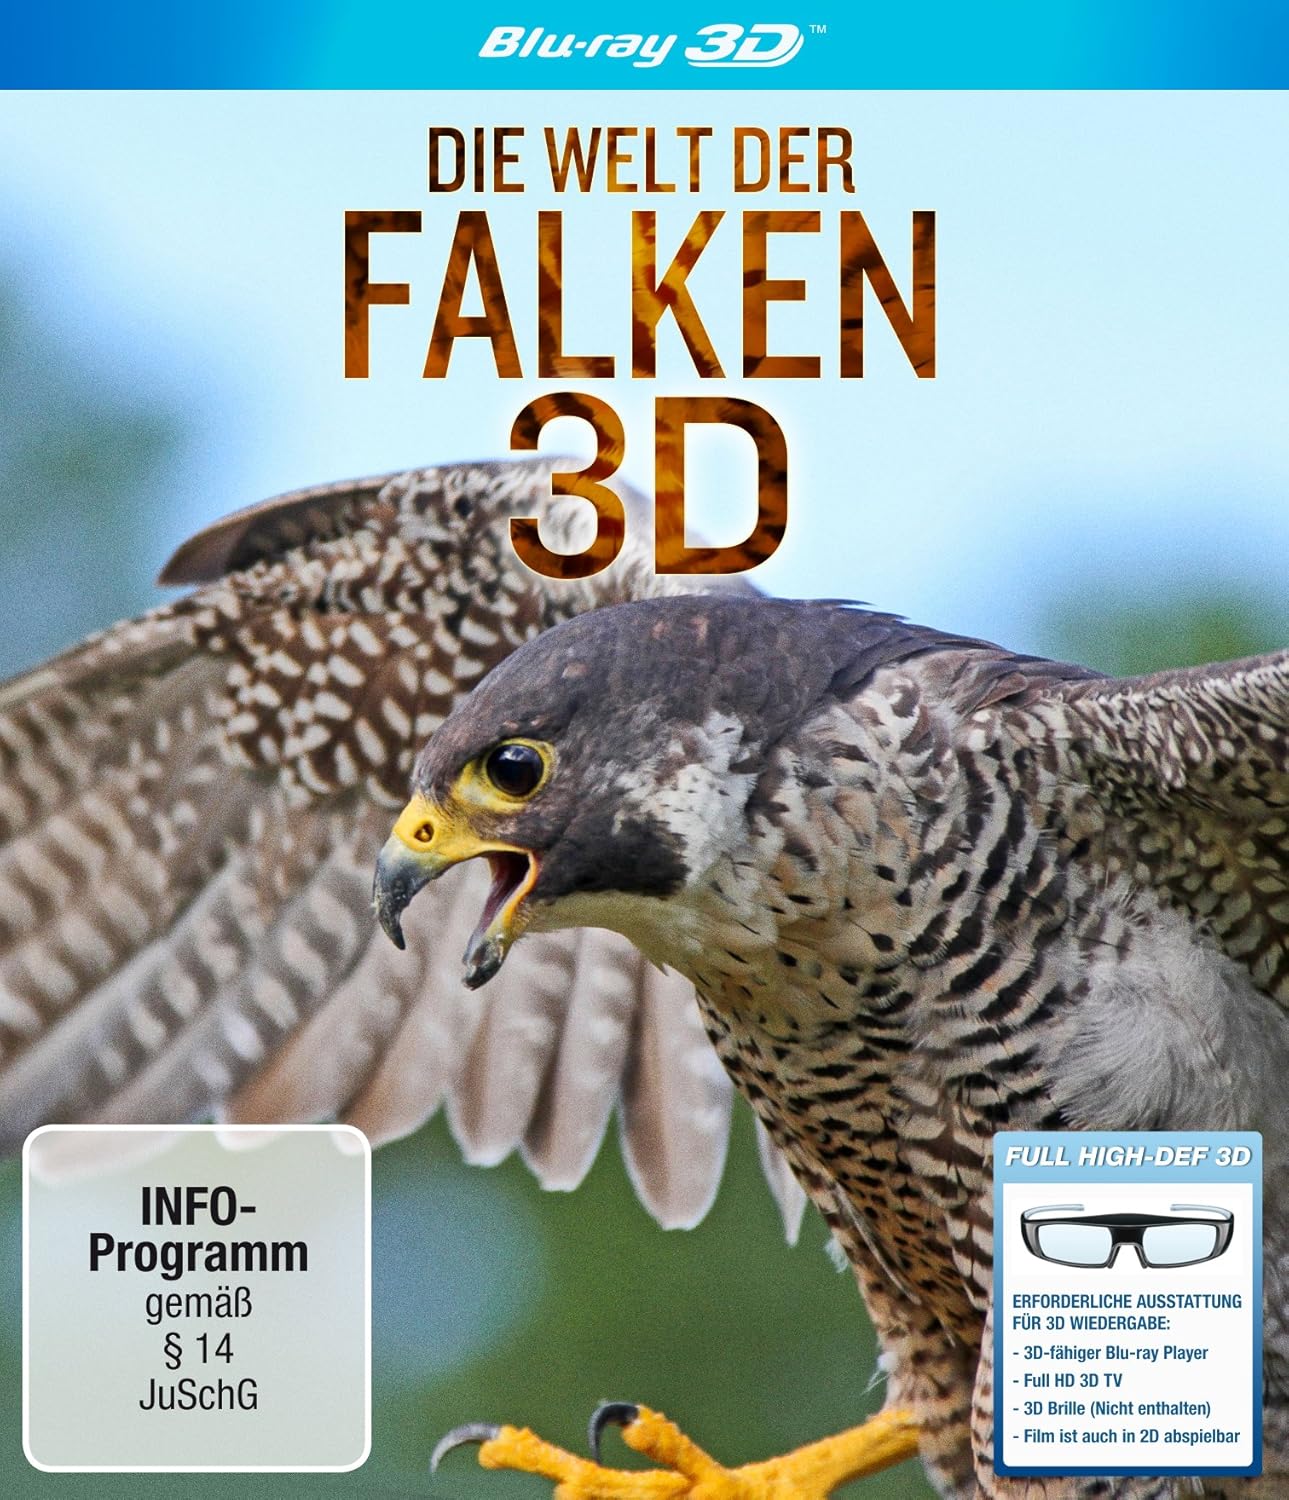 Blu-ray 3D™
DIE WELT DER
FALKEN
3D
INFO-
Programm
gemäß
§ 14
JuSchG
FULL HIGH-DEF 3D
ERFORDERLICHE AUSSTATTUNG
FÜR 3D WIEDERGABE:
- 3D-fähiger Blu-ray Player
- Full HD 3D TV
- 3D Brille (Nicht enthalten)
- Film ist auch in 2D abspielbar